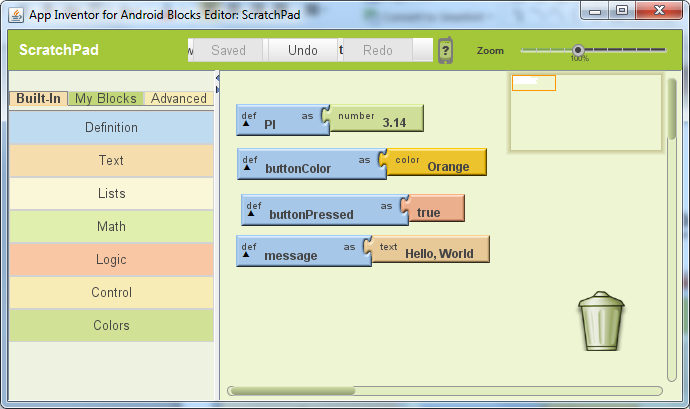 App Inventor for Android Blocks Editor: ScratchPad
ScratchPad
Saved Undo Redo
Zoom
100%
Built-In My Blocks Advanced
Definition
Text
Lists
Math
Logic
Control
Colors
def PI as number 3.14
def buttonColor as color Orange
def buttonPressed as true
def message as text Hello, World